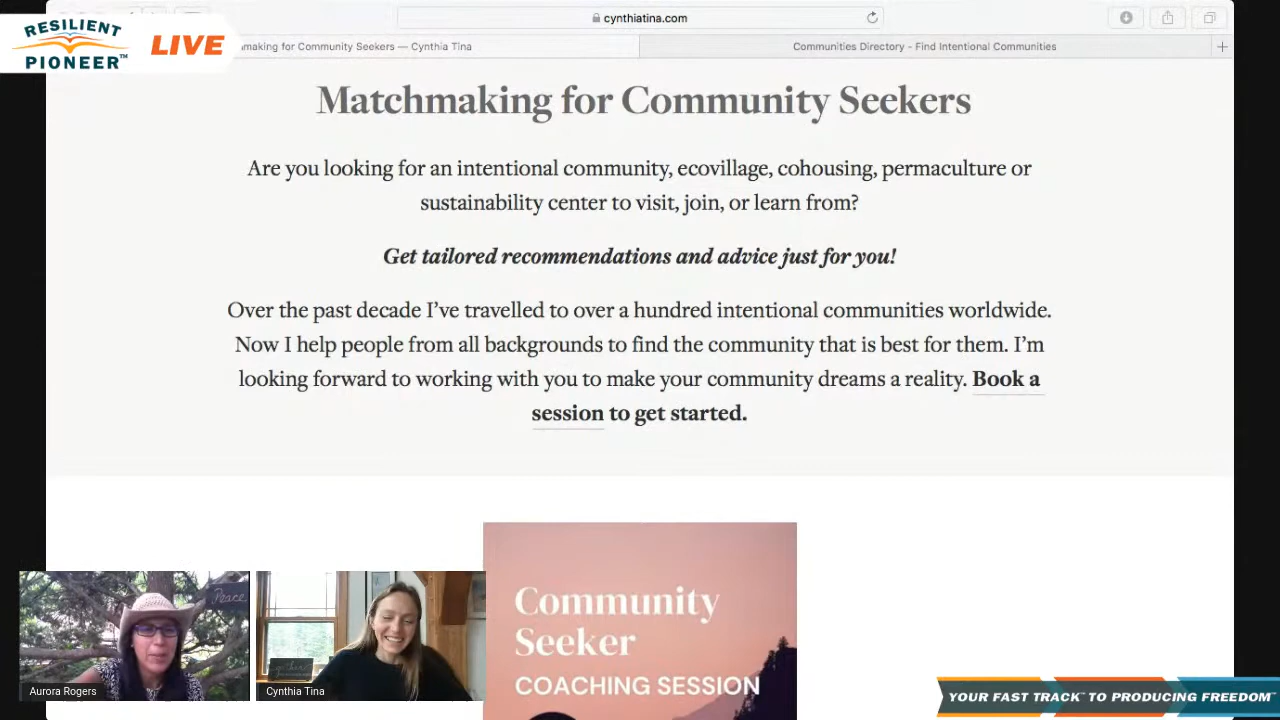 RESILIENT
PIONEER™
LIVE
cynthiatina.com
making for Community Seekers — Cynthia Tina
Communities Directory - Find Intentional Communities
Matchmaking for Community Seekers
Are you looking for an intentional community, ecovillage, cohousing, permaculture or
sustainability center to visit, join, or learn from?
Get tailored recommendations and advice just for you!
Over the past decade I’ve travelled to over a hundred intentional communities worldwide.
Now I help people from all backgrounds to find the community that is best for them. I’m
looking forward to working with you to make your community dreams a reality. Book a
session to get started.
Community
Seeker
COACHING SESSION
Peace
Aurora Rogers
Cynthia Tina
YOUR FAST TRACK™ TO PRODUCING FREEDOM™